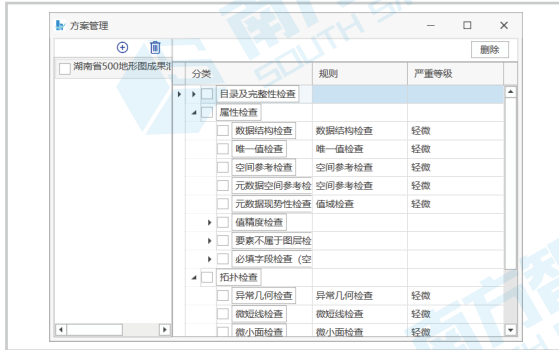 方案管理
删除
湖南省500地形图成果
分类 规则 严重等级
目录及完整性检查
属性检查
数据结构检查 数据结构检查 轻微
唯一值检查 唯一值检查 轻微
空间参考检查 空间参考检查 轻微
元数据空间参考检 空间参考检查 轻微
元数据现势性检查 值域检查 轻微
值精度检查
要素不属于图层检
必填字段检查（空
拓扑检查
异常几何检查 异常几何检查 轻微
微短线检查 微短线检查 轻微
微小面检查 微小面检查 轻微